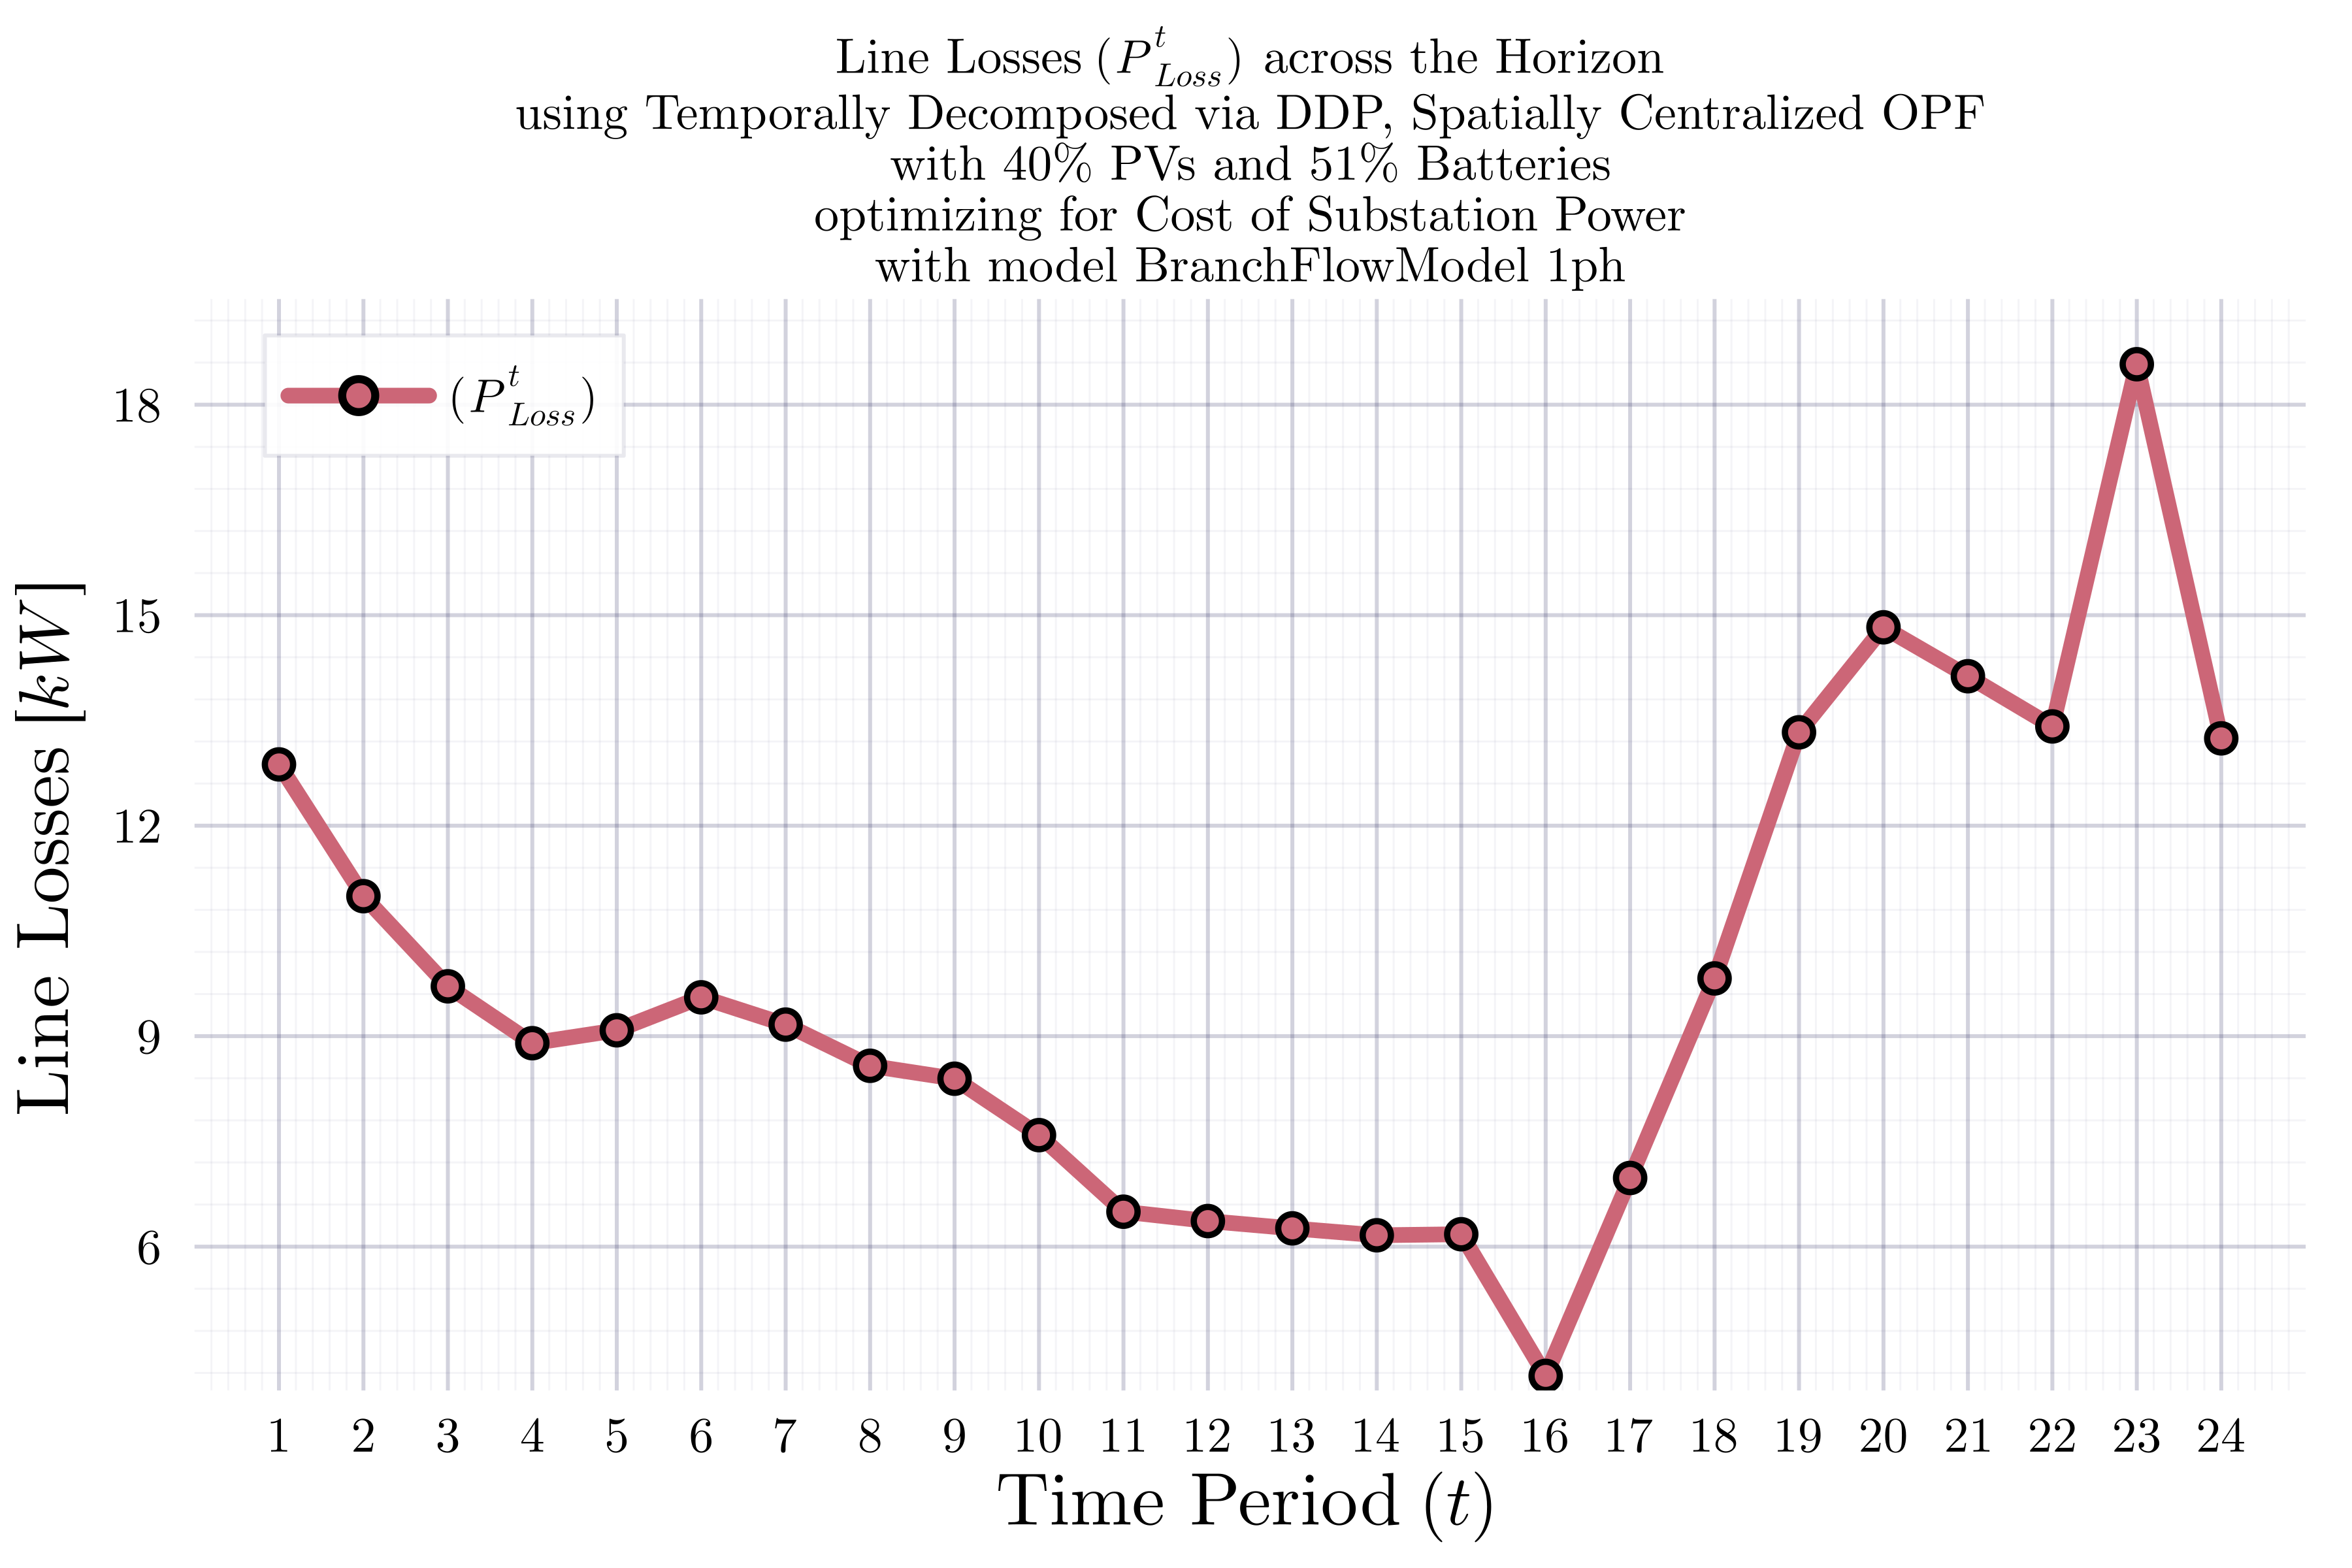 Line Losses (P^t_Loss) across the Horizon
using Temporally Decomposed via DDP, Spatially Centralized OPF
with 40% PVs and 51% Batteries
optimizing for Cost of Substation Power
with model BranchFlowModel 1ph
(P^t_Loss)
18
15
12
9
6
Line Losses [kW]
1 2 3 4 5 6 7 8 9 10 11 12 13 14 15 16 17 18 19 20 21 22 23 24
Time Period (t)